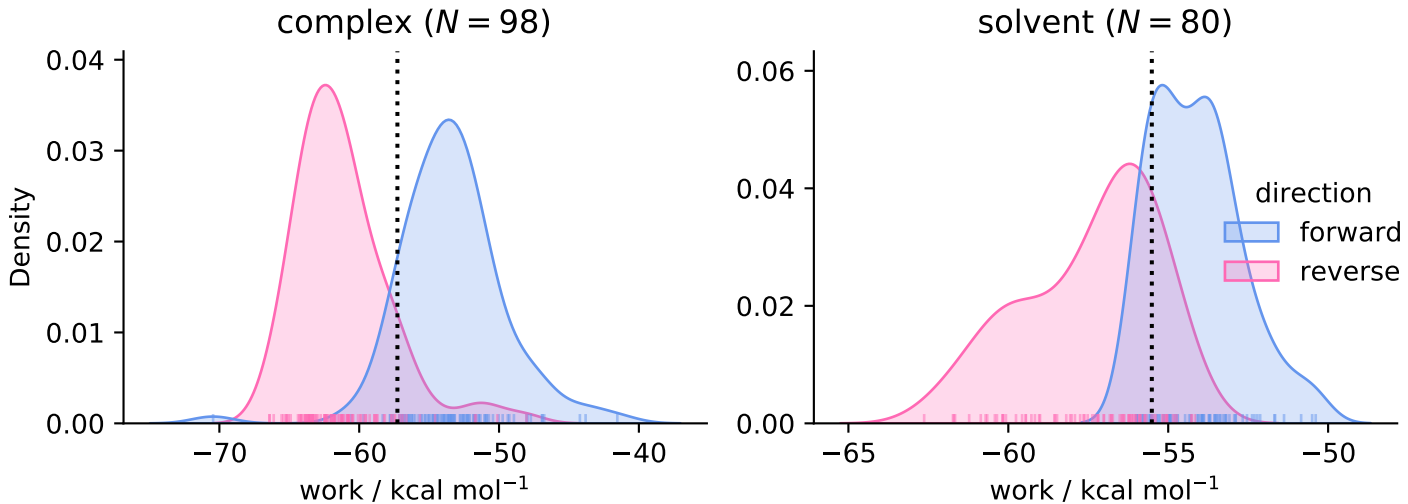 complex (N = 98)
Density
0.04
0.03
0.02
0.01
0.00
−70
−60
−50
−40
work / kcal mol⁻¹
solvent (N = 80)
0.06
0.04
0.02
0.00
−65
−60
−55
−50
work / kcal mol⁻¹
direction
forward
reverse